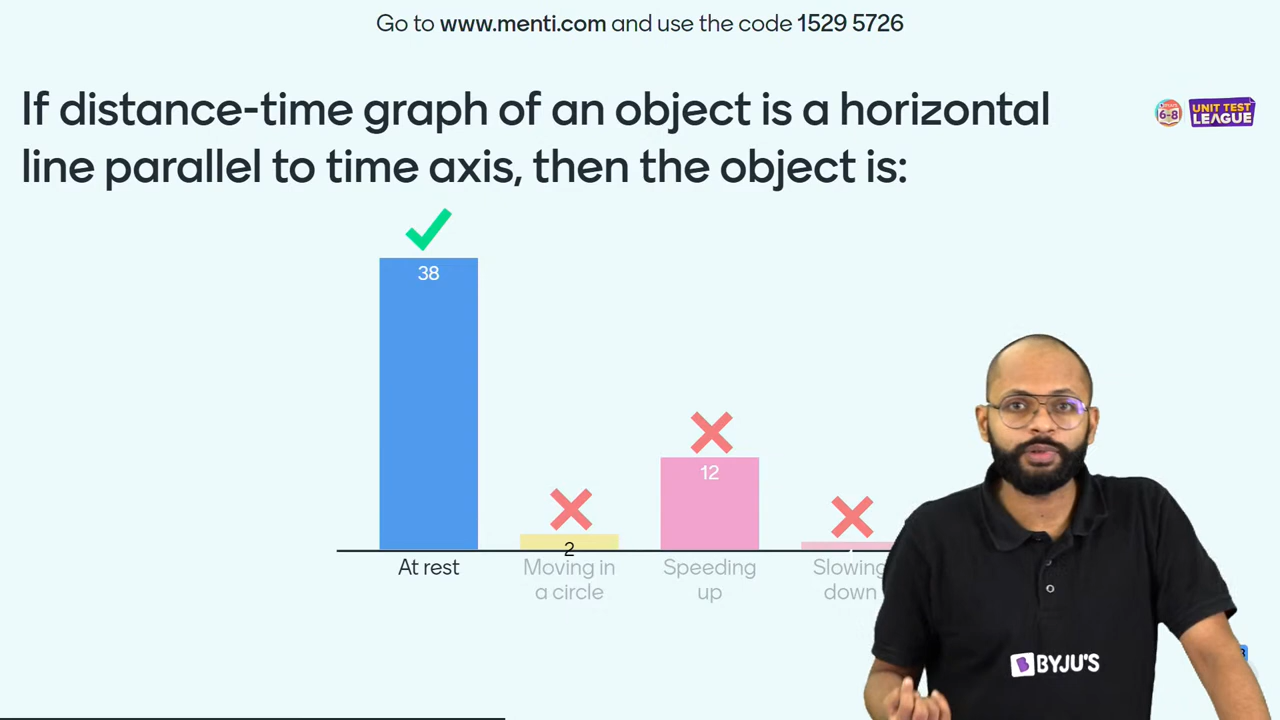 Go to www.menti.com and use the code 1529 5726
If distance-time graph of an object is a horizontal
line parallel to time axis, then the object is:
6-8
UNIT TEST
LEAGUE
38
2
12
At rest
Moving in
a circle
Speeding
up
Slowing
down
BYJU'S